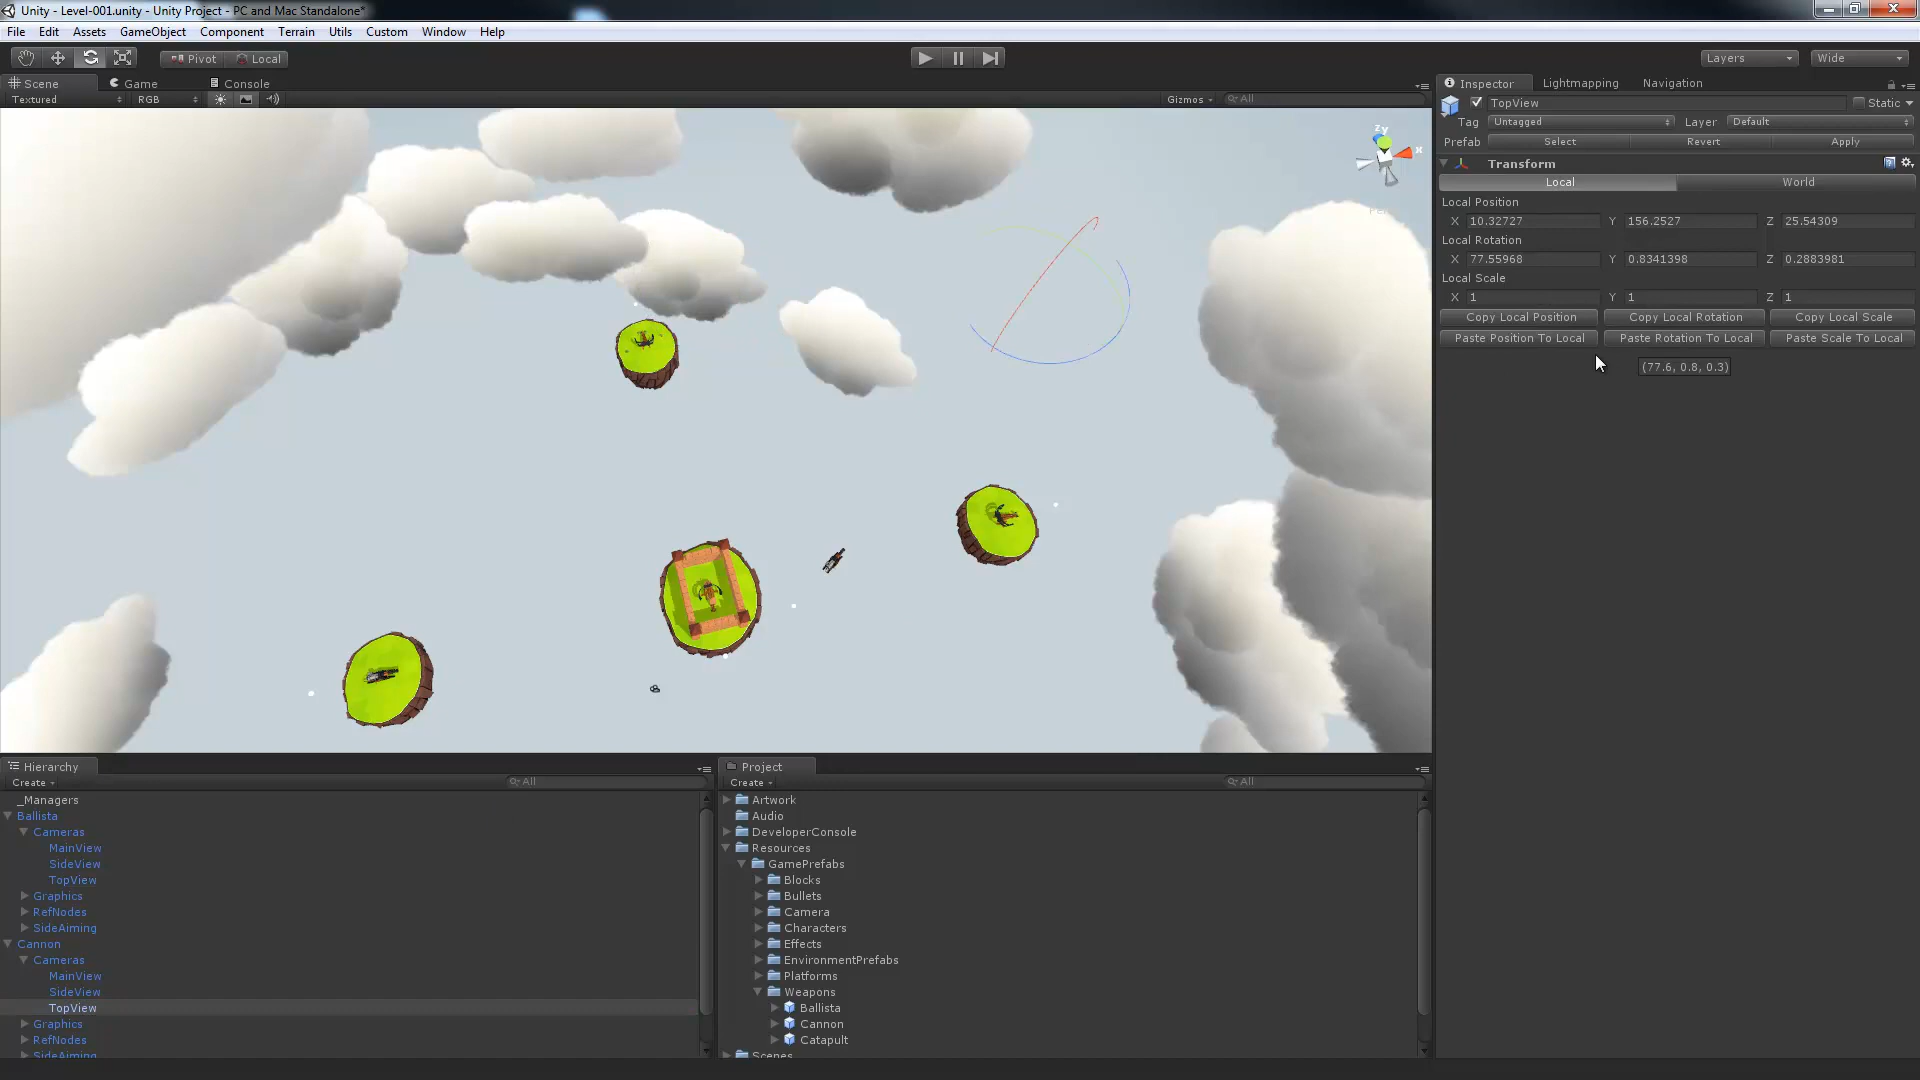 Unity - Level-001.unity - Unity Project - PC and Mac Standalone*
File Edit Assets GameObject Component Terrain Utils Custom Window Help
Pivot Local Layers Wide
Scene Game Console
Textured RGB Gizmos All
z y
x
Inspector Lightmapping Navigation
TopView Static
Tag Untagged Layer Default
Prefab Select Revert Apply
Transform
Local World
Local Position
X 10.32727 Y 156.2527 Z 25.54309
Local Rotation
X 77.55968 Y 0.8341398 Z 0.2883981
Local Scale
X 1 Y 1 Z 1
Copy Local Position Copy Local Rotation Copy Local Scale
Paste Position To Local Paste Rotation To Local Paste Scale To Local
(77.6, 0.8, 0.3)
Hierarchy
Create All
_Managers
Ballista
Cameras
MainView
SideView
TopView
Graphics
RefNodes
SideAiming
Cannon
Cameras
MainView
SideView
TopView
Graphics
RefNodes
SideAiming
Project
Create All
Artwork
Audio
DeveloperConsole
Resources
GamePrefabs
Blocks
Bullets
Camera
Characters
Effects
EnvironmentPrefabs
Platforms
Weapons
Ballista
Cannon
Catapult
Scenes